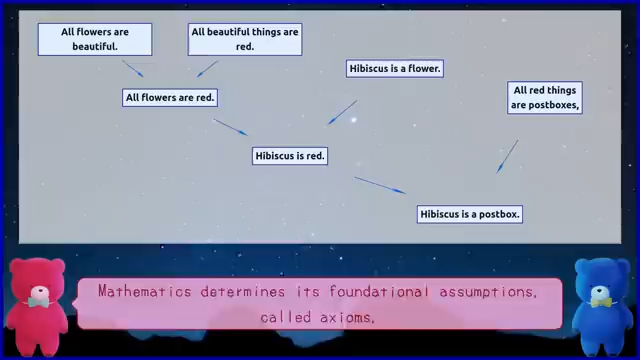 All flowers are
beautiful.
All beautiful things are
red.
Hibiscus is a flower.
All flowers are red.
All red things
are postboxes,
Hibiscus is red.
Hibiscus is a postbox.
Mathematics determines its foundational assumptions,
called axioms,